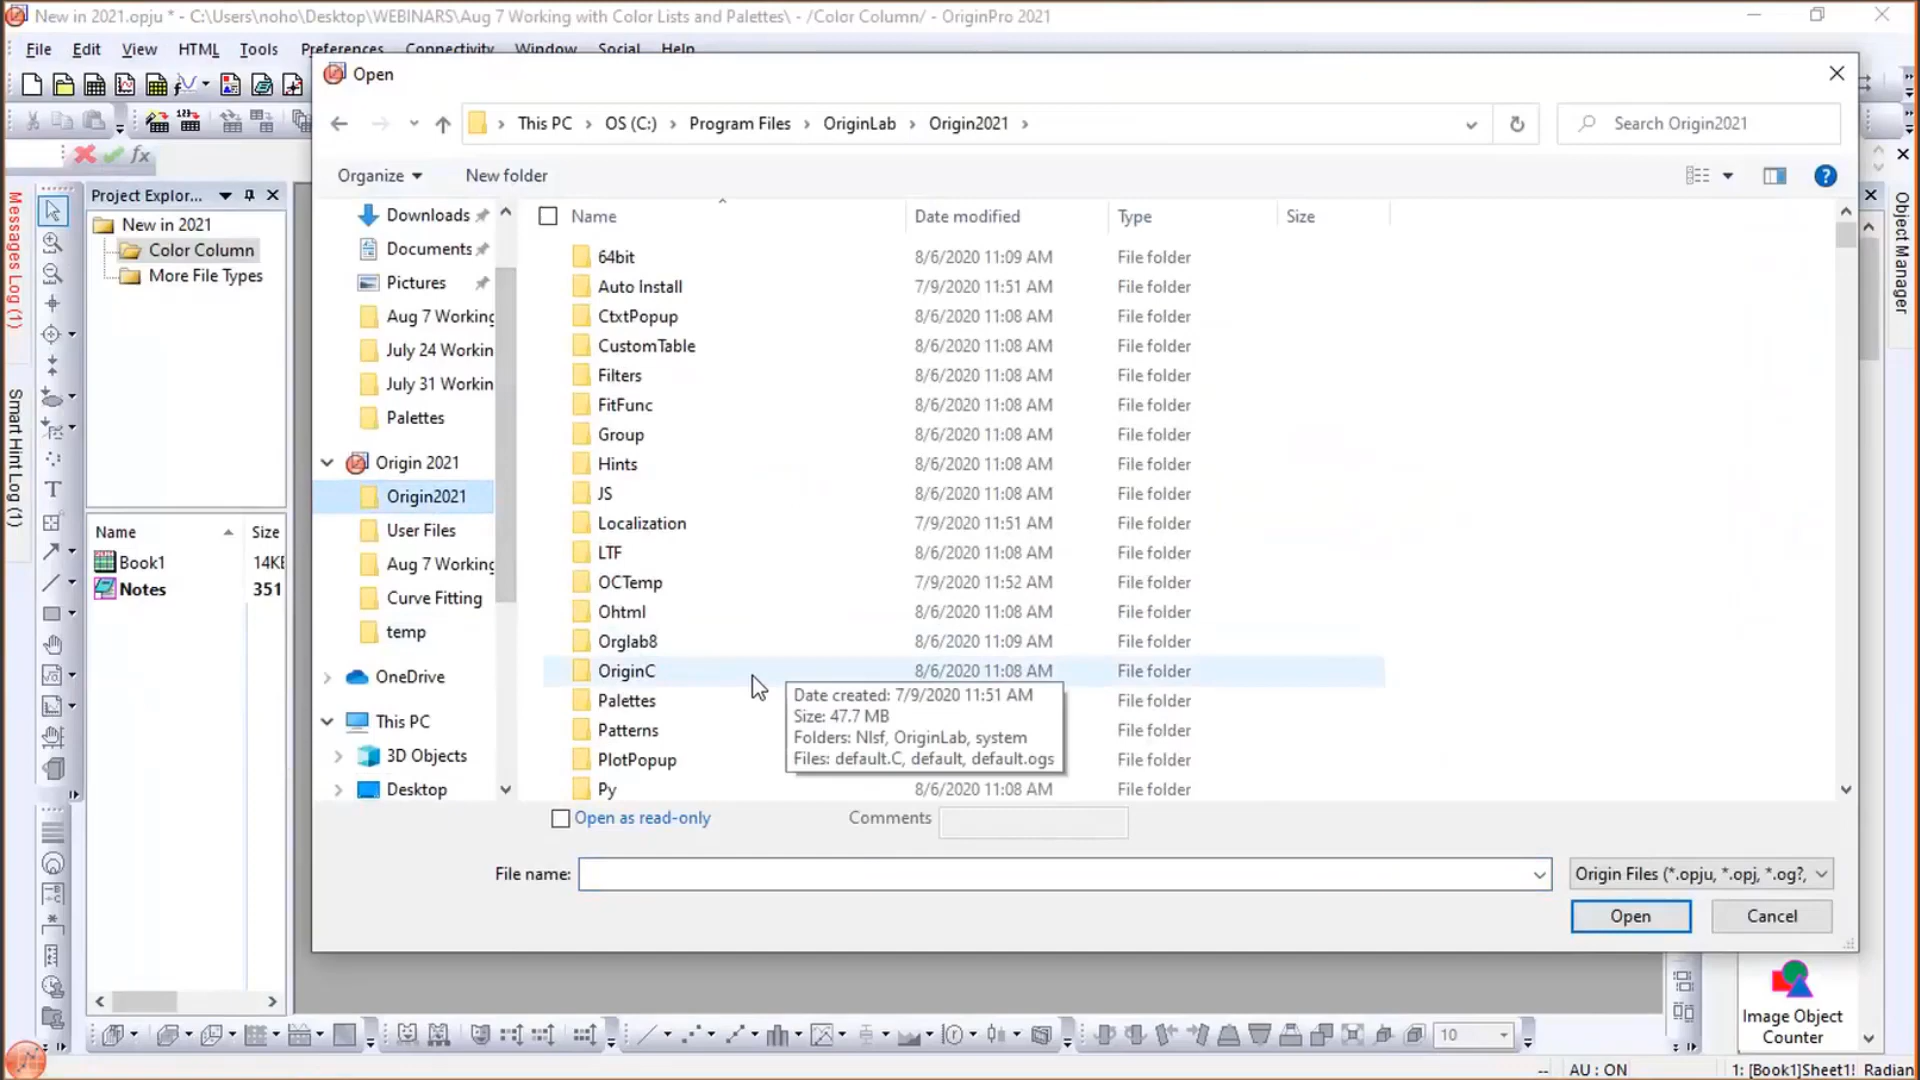 New in 2021.opju * - C:\Users\noho\Desktop\WEBINARS\Aug 7 Working with Color Lists and Palettes\ - /Color Column/ - OriginPro 2021
File Edit View HTML Tools Preferences Connectivity Window Social Help
Open
This PC > OS (C:) > Program Files > OriginLab > Origin2021 >
Search Origin2021
Organize New folder
fx
Messages Log (1)
Smart Hint Log (1)
Project Explor...
New in 2021
Color Column
More File Types
Name Size
Book1 14KB
Notes 351
Downloads
Documents
Pictures
Aug 7 Working
July 24 Workin
July 31 Workin
Palettes
Origin 2021
Origin2021
User Files
Aug 7 Working
Curve Fitting
temp
OneDrive
This PC
3D Objects
Desktop
Name Date modified Type Size
64bit 8/6/2020 11:09 AM File folder
Auto Install 7/9/2020 11:51 AM File folder
CtxtPopup 8/6/2020 11:08 AM File folder
CustomTable 8/6/2020 11:08 AM File folder
Filters 8/6/2020 11:08 AM File folder
FitFunc 8/6/2020 11:08 AM File folder
Group 8/6/2020 11:08 AM File folder
Hints 8/6/2020 11:08 AM File folder
JS 8/6/2020 11:08 AM File folder
Localization 7/9/2020 11:51 AM File folder
LTF 8/6/2020 11:08 AM File folder
OCTemp 7/9/2020 11:52 AM File folder
Ohtml 8/6/2020 11:08 AM File folder
Orglab8 8/6/2020 11:09 AM File folder
OriginC 8/6/2020 11:08 AM File folder
Palettes File folder
Patterns File folder
PlotPopup File folder
Py 8/6/2020 11:08 AM File folder
Date created: 7/9/2020 11:51 AM
Size: 47.7 MB
Folders: Nlsf, OriginLab, system
Files: default.C, default, default.ogs
Open as read-only Comments
File name: Origin Files (*.opju, *.opj, *.og?,
Open Cancel
Object Manager
Image Object
Counter
10
-- AU : ON 1: [Book1]Sheet1! Radian